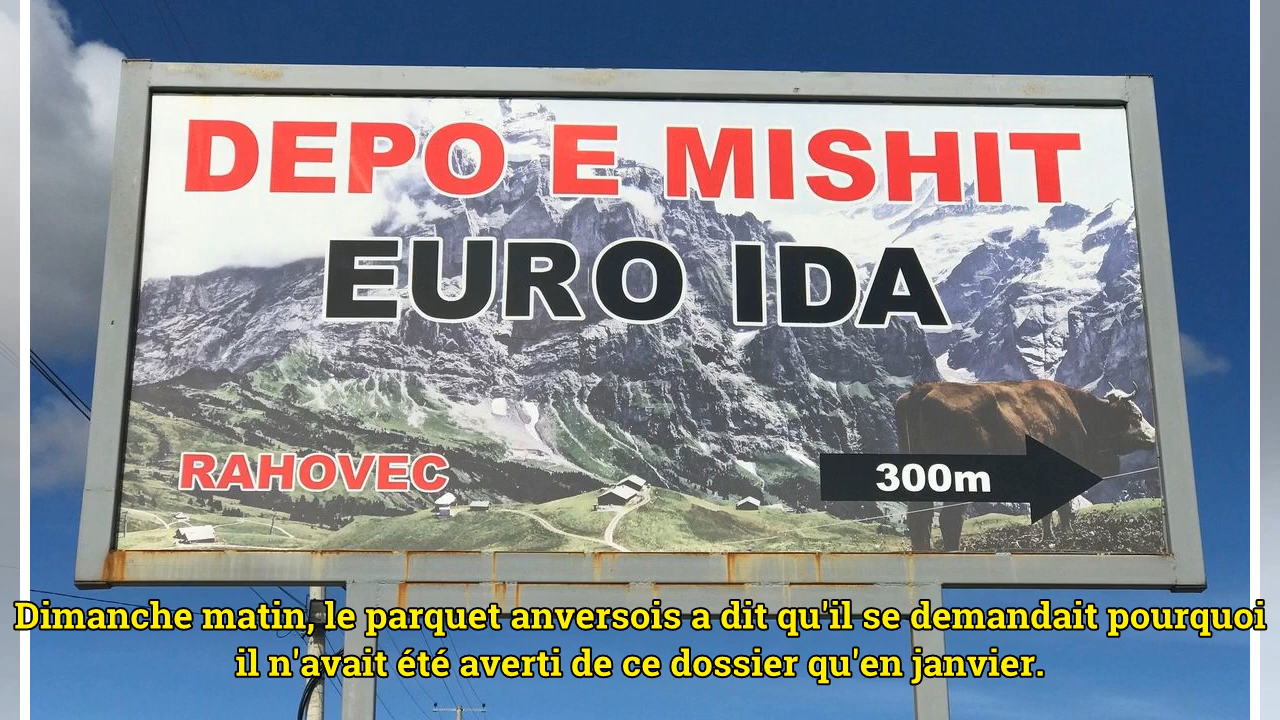 DEPO E MISHIT
EURO IDA
RAHOVEC
300m
Dimanche matin, le parquet anversois a dit qu'il se demandait pourquoi
il n'avait été averti de ce dossier qu'en janvier.